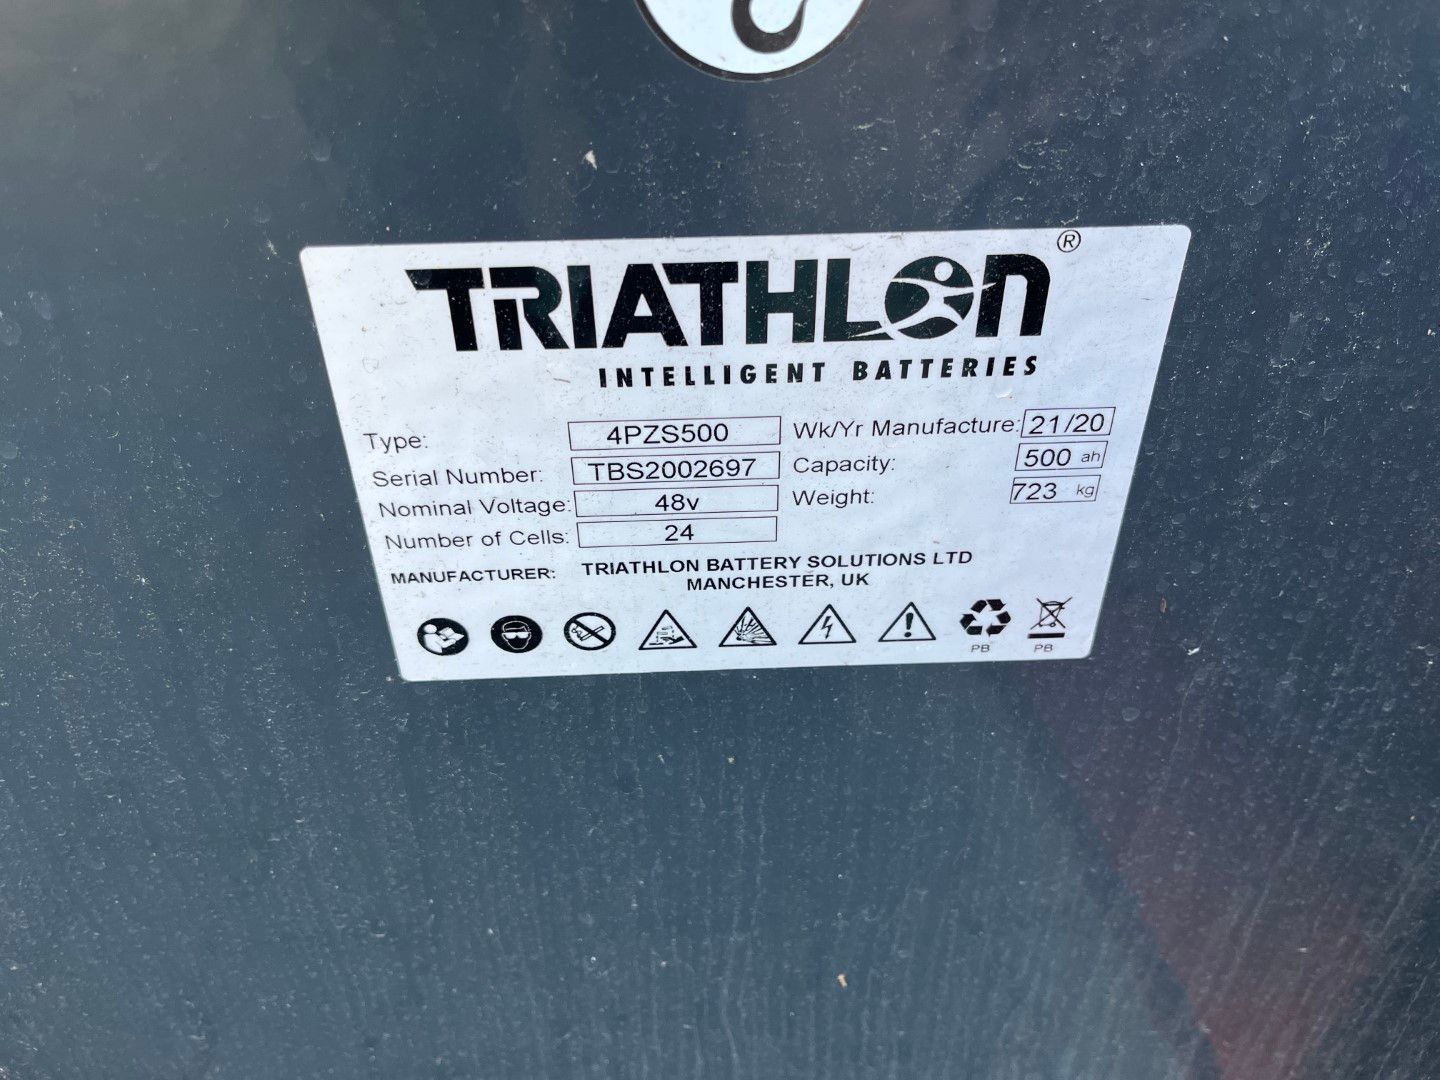 TRIATHLON ®
INTELLIGENT BATTERIES
Type: 4PZS500 Wk/Yr Manufacture: 21/20
Serial Number: TBS2002697 Capacity: 500 ah
Nominal Voltage: 48v Weight: 723 kg
Number of Cells: 24
MANUFACTURER: TRIATHLON BATTERY SOLUTIONS LTD
MANCHESTER, UK
PB PB